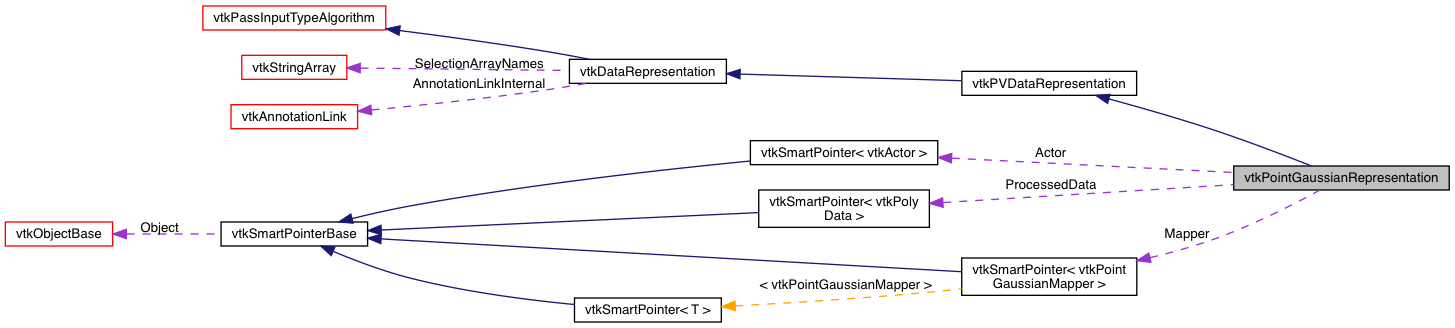 vtkPassInputTypeAlgorithm
vtkStringArray
SelectionArrayNames
vtkDataRepresentation
AnnotationLinkInternal
vtkPVDataRepresentation
vtkAnnotationLink
vtkSmartPointer< vtkActor >
Actor
vtkPointGaussianRepresentation
ProcessedData
vtkSmartPointer< vtkPoly
Data >
vtkObjectBase
Object
vtkSmartPointerBase
Mapper
vtkSmartPointer< vtkPoint
GaussianMapper >
< vtkPointGaussianMapper >
vtkSmartPointer< T >